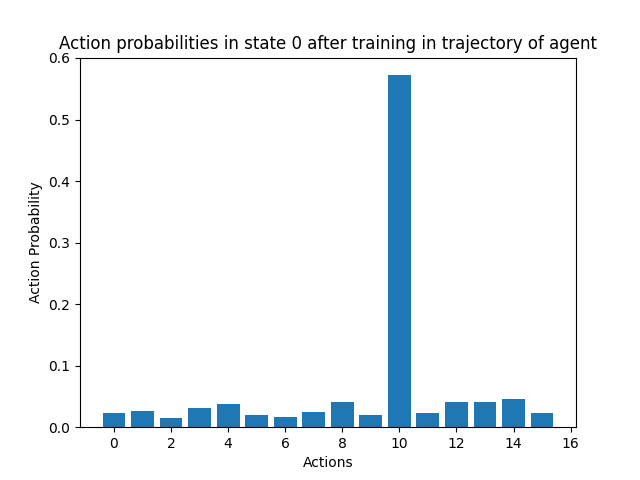 Action probabilities in state 0 after training in trajectory of agent
0.6
0.5
0.4
0.3
0.2
0.1
0.0
Action Probability
0 2 4 6 8 10 12 14 16
Actions